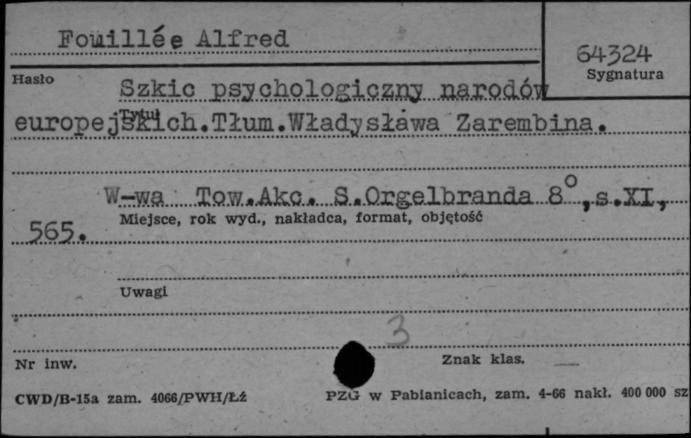 Fouillée Alfred
64324
Hasło
Sygnatura
Szkic psychologiczny narodów
Tytuł
europejskich.Tłum.Władysława Zarembina.
W-wa Tow.Akc. S.Orgelbranda 8°,s.XI,
Miejsce, rok wyd., nakładca, format, objętość
565.
Uwagi
3
Nr inw.
Znak klas.
CWD/B-15a zam. 4066/PWH/Łź
PZG w Pabianicach, zam. 4-66 nakł. 400 000 sz